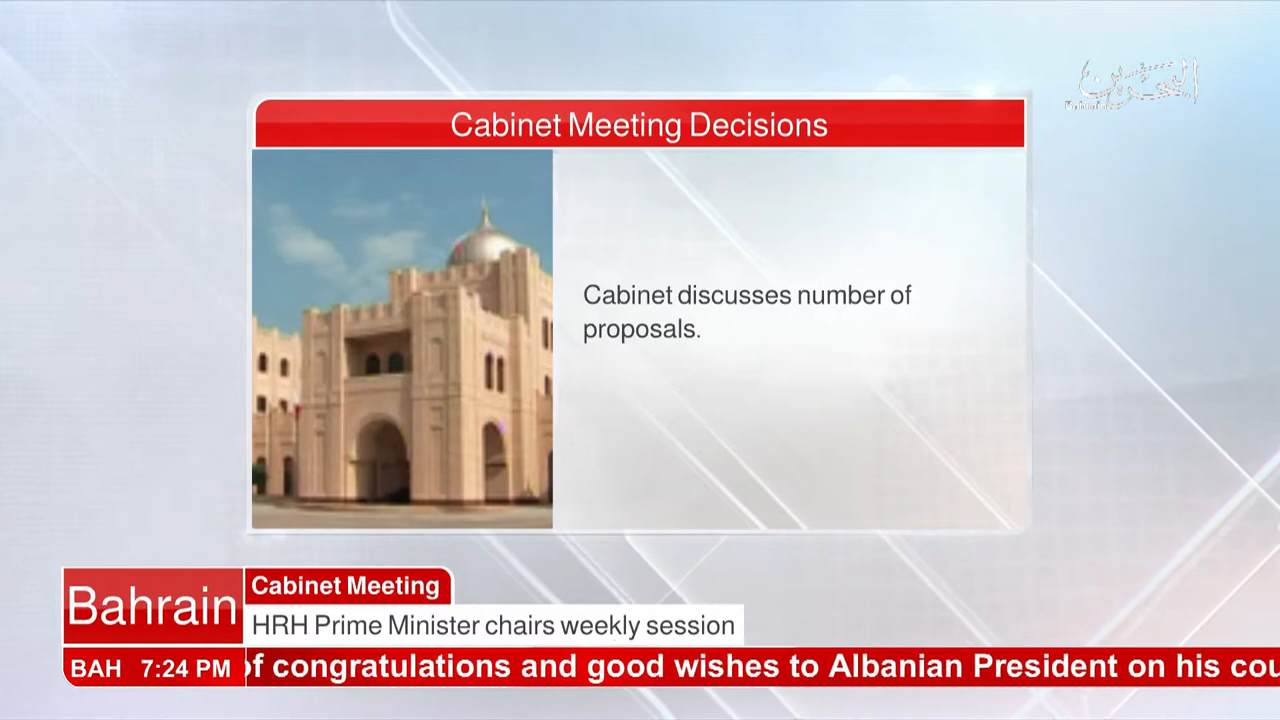 Cabinet Meeting Decisions
البحرين
Cabinet discusses number of
proposals.
Bahrain
Cabinet Meeting
HRH Prime Minister chairs weekly session
BAH 7:24 PM
of congratulations and good wishes to Albanian President on his cou